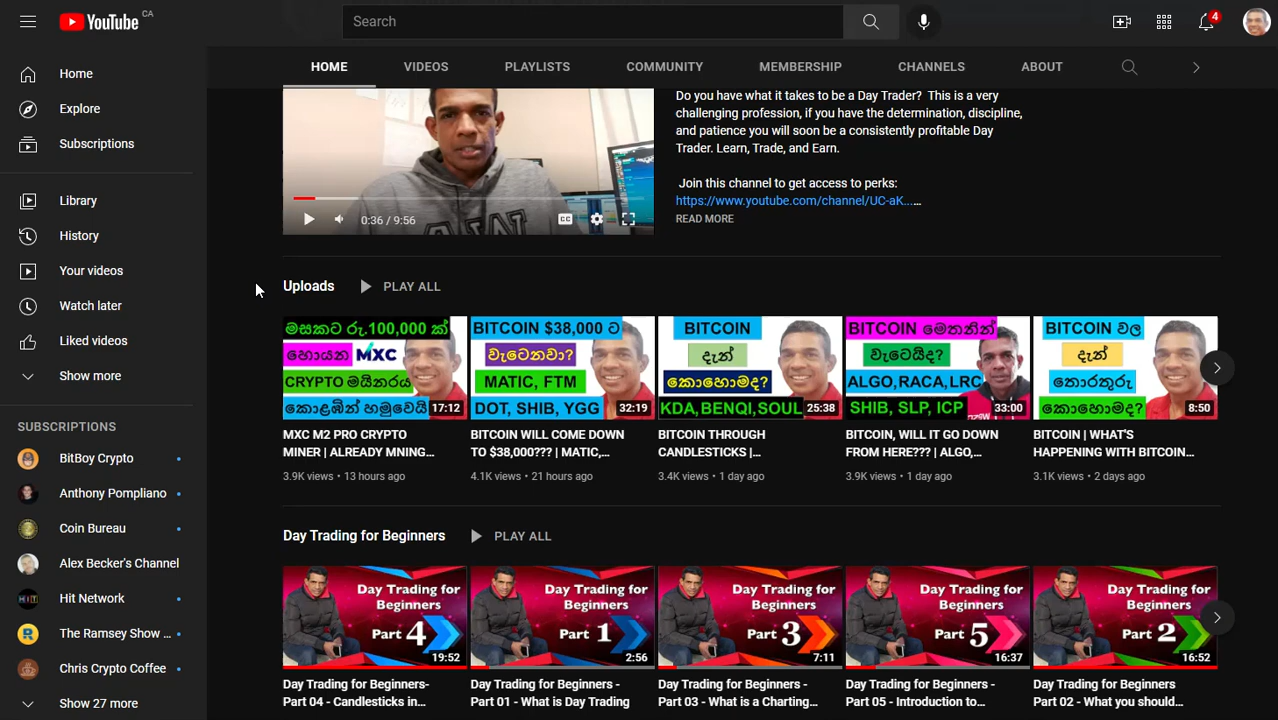 YouTube CA
Search
4
HOME VIDEOS PLAYLISTS COMMUNITY MEMBERSHIP CHANNELS ABOUT
Home
Explore
Subscriptions
Library
History
Your videos
Watch later
Liked videos
Show more
SUBSCRIPTIONS
BitBoy Crypto
Anthony Pompliano
Coin Bureau
Alex Becker's Channel
Hit Network
The Ramsey Show ...
Chris Crypto Coffee
Show 27 more
0:36 / 9:56
CC
Do you have what it takes to be a Day Trader? This is a very
challenging profession, if you have the determination, discipline,
and patience you will soon be a consistently profitable Day
Trader. Learn, Trade, and Earn.
Join this channel to get access to perks:
https://www.youtube.com/channel/UC-aK...
READ MORE
Uploads PLAY ALL
මසකට රු.100,000 ක්
හොයන MXC
CRYPTO මයිනරය
කොළඹින් හමුවෙයි
17:12
MXC M2 PRO CRYPTO
MINER | ALREADY MNING...
3.9K views • 13 hours ago
BITCOIN $38,000 ට
වැටෙනවා?
MATIC, FTM
DOT, SHIB, YGG
32:19
BITCOIN WILL COME DOWN
TO $38,000??? | MATIC,...
4.1K views • 21 hours ago
BITCOIN
දැන්
කොහොමද?
KDA,BENQI,SOUL
25:38
BITCOIN THROUGH
CANDLESTICKS |...
3.4K views • 1 day ago
BITCOIN මෙතනින්
වැටෙයිද?
ALGO,RACA,LRC
SHIB, SLP, ICP
33:00
BITCOIN, WILL IT GO DOWN
FROM HERE??? | ALGO,...
3.9K views • 1 day ago
BITCOIN වල
දැන්
තොරතුරු
කොහොමද?
8:50
BITCOIN | WHAT'S
HAPPENING WITH BITCOIN...
3.1K views • 2 days ago
Day Trading for Beginners PLAY ALL
Day Trading for
Beginners
Part 4
19:52
Day Trading for Beginners-
Part 04 - Candlesticks in...
Day Trading for
Beginners
Part 1
2:56
Day Trading for Beginners -
Part 01 - What is Day Trading
Day Trading for
Beginners
Part 3
7:11
Day Trading for Beginners -
Part 03 - What is a Charting...
Day Trading for
Beginners
Part 5
16:37
Day Trading for Beginners -
Part 05 - Introduction to...
Day Trading for
Beginners
Part 2
16:52
Day Trading for Beginners
Part 02 - What you should...